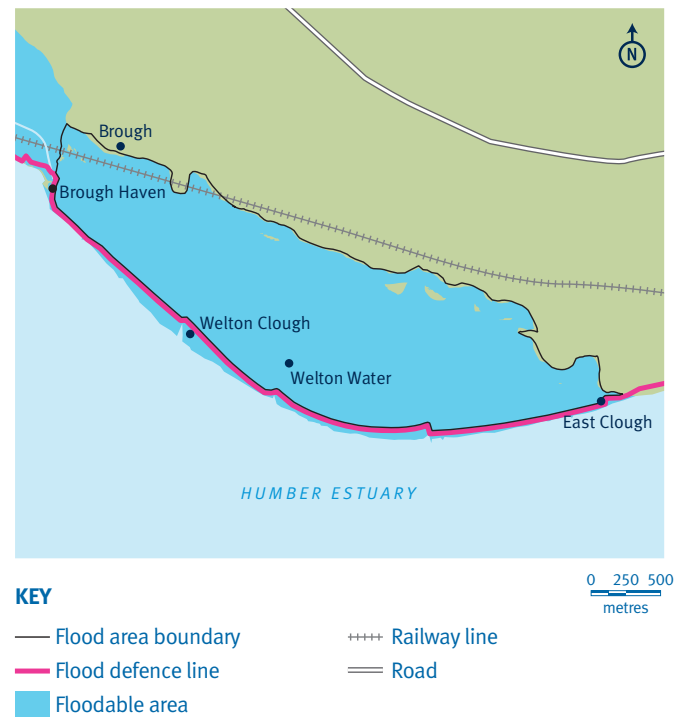 N
Brough
Brough Haven
Welton Clough
Welton Water
East Clough
HUMBER ESTUARY
0 250 500
metres
KEY
Flood area boundary
Railway line
Flood defence line
Road
Floodable area